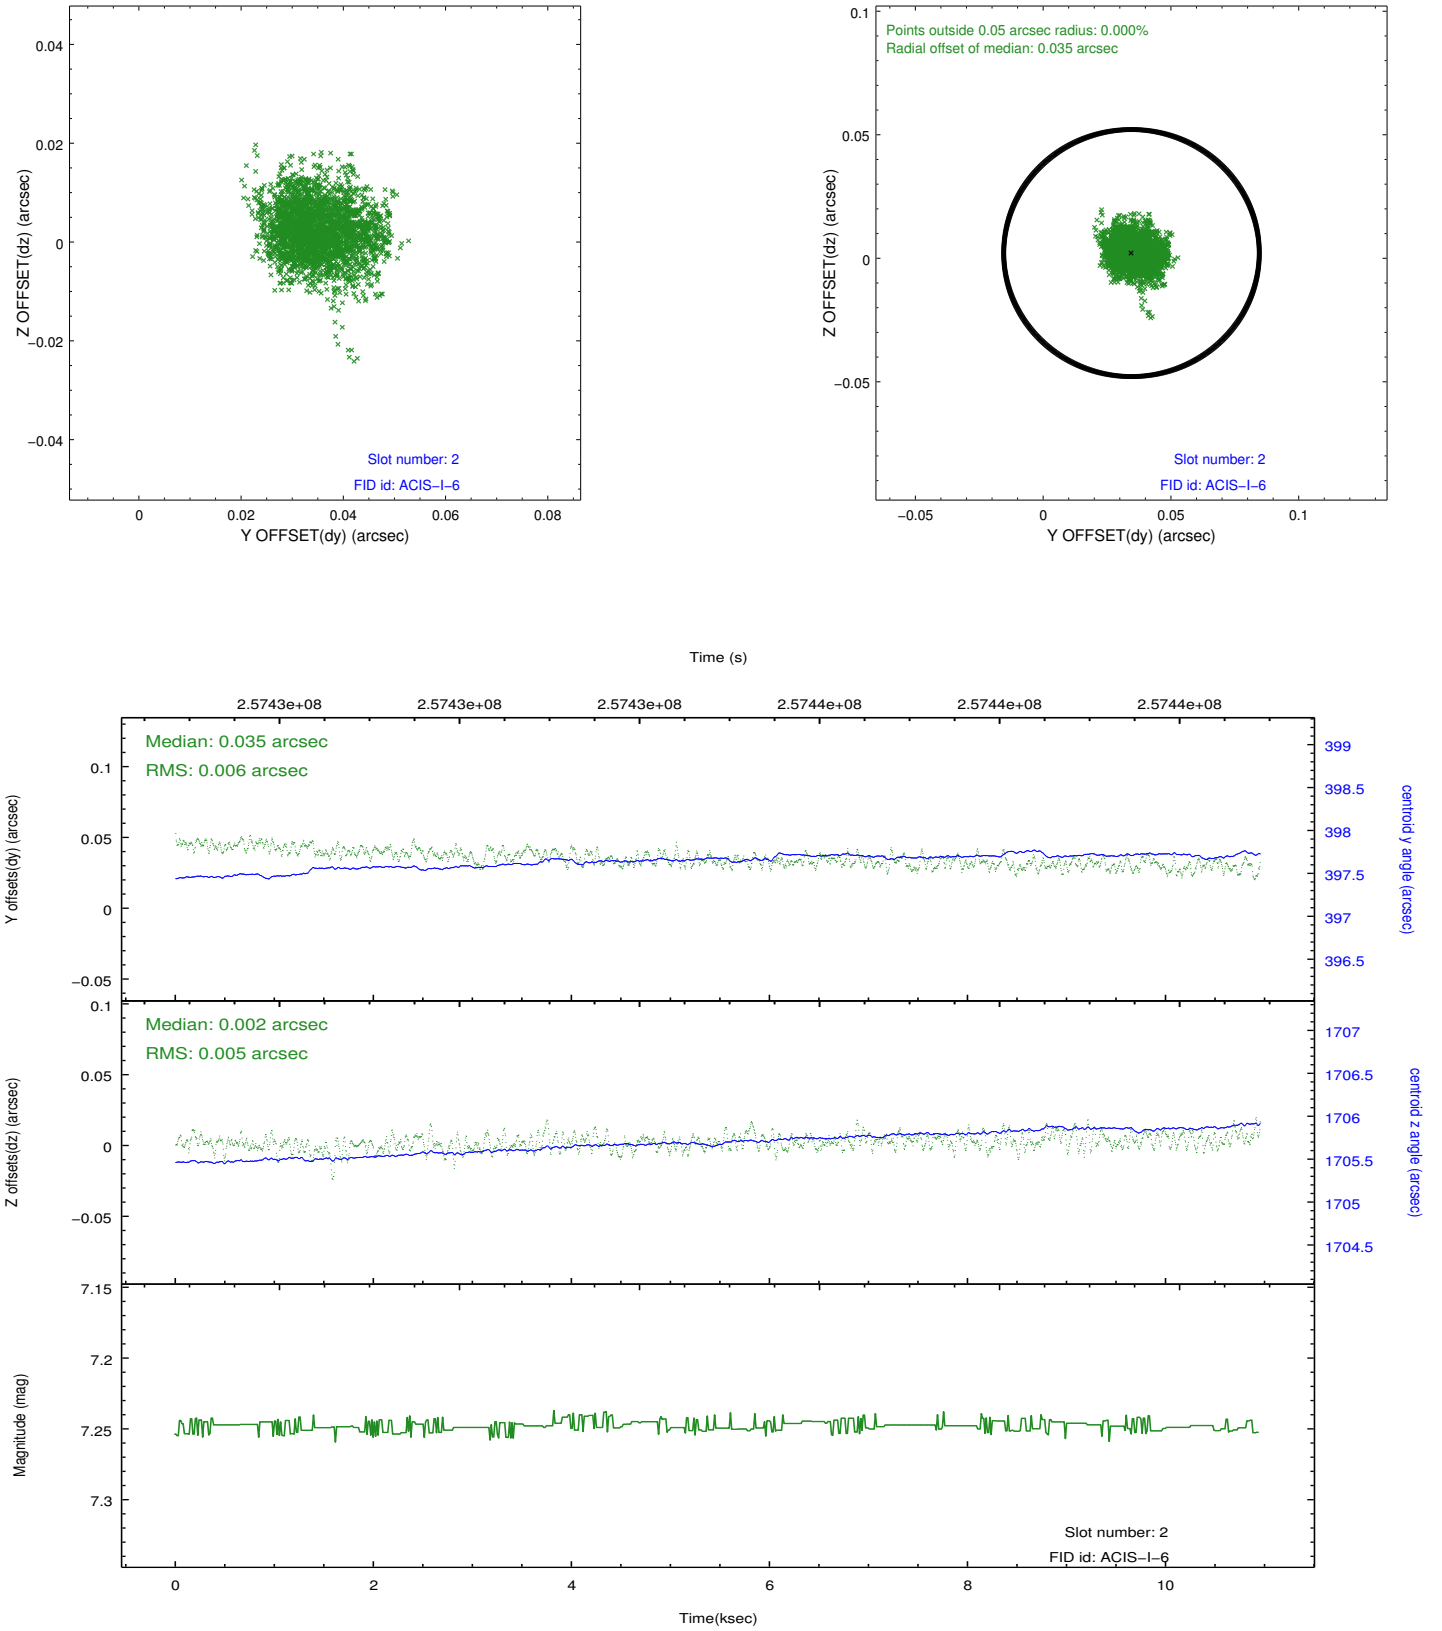 0.04
0.02
0
−0.02
−0.04
Z OFFSET(dz) (arcsec)
Slot number: 2
FID id: ACIS−I−6
0
0.02
0.04
0.06
0.08
Y OFFSET(dy) (arcsec)
Points outside 0.05 arcsec radius: 0.000%
Radial offset of median: 0.035 arcsec
0.1
0.05
0
−0.05
Z OFFSET(dz) (arcsec)
Slot number: 2
FID id: ACIS−I−6
−0.05
0
0.05
0.1
Y OFFSET(dy) (arcsec)
Time (s)
2.5743e+08
2.5743e+08
2.5743e+08
2.5744e+08
2.5744e+08
2.5744e+08
Median: 0.035 arcsec
RMS: 0.006 arcsec
0.1
0.05
0
−0.05
Y offsets(dy) (arcsec)
399
398.5
398
397.5
397
396.5
centroid y angle (arcsec)
Median: 0.002 arcsec
RMS: 0.005 arcsec
0.1
0.05
0
−0.05
Z offsets(dz) (arcsec)
1707
1706.5
1706
1705.5
1705
1704.5
centroid z angle (arcsec)
7.15
7.2
7.25
7.3
Magnitude (mag)
Slot number: 2
FID id: ACIS−I−6
0
2
4
6
8
10
Time(ksec)